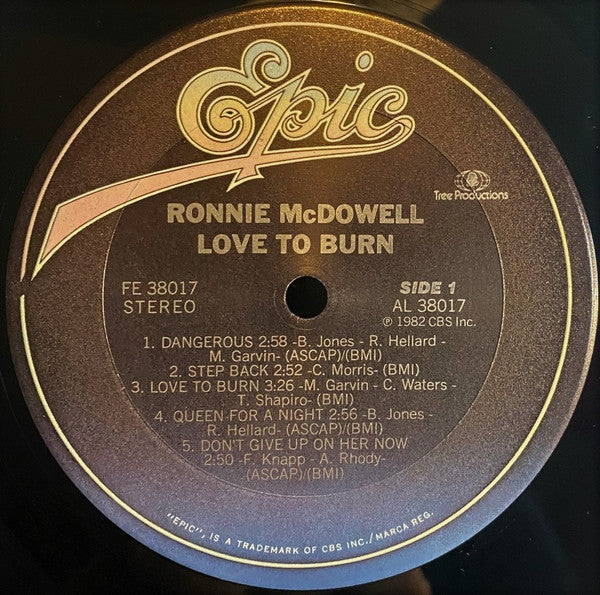 Epic
Tree Productions
RONNIE McDOWELL
LOVE TO BURN
FE 38017
STEREO
SIDE 1
AL 38017
℗ 1982 CBS Inc.
1. DANGEROUS 2:58 -B. Jones - R. Hellard -
M. Garvin- (ASCAP)/(BMI)
2. STEP BACK 2:52 -C. Morris- (BMI)
3. LOVE TO BURN 3:26 -M. Garvin - C. Waters -
T. Shapiro- (BMI)
4. QUEEN FOR A NIGHT 2:56 -B. Jones -
R. Hellard- (ASCAP)/(BMI)
5. DON'T GIVE UP ON HER NOW
2:50 -F. Knapp - A. Rhody-
(ASCAP)/(BMI)
"EPIC", IS A TRADEMARK OF CBS INC./MARCA REG.